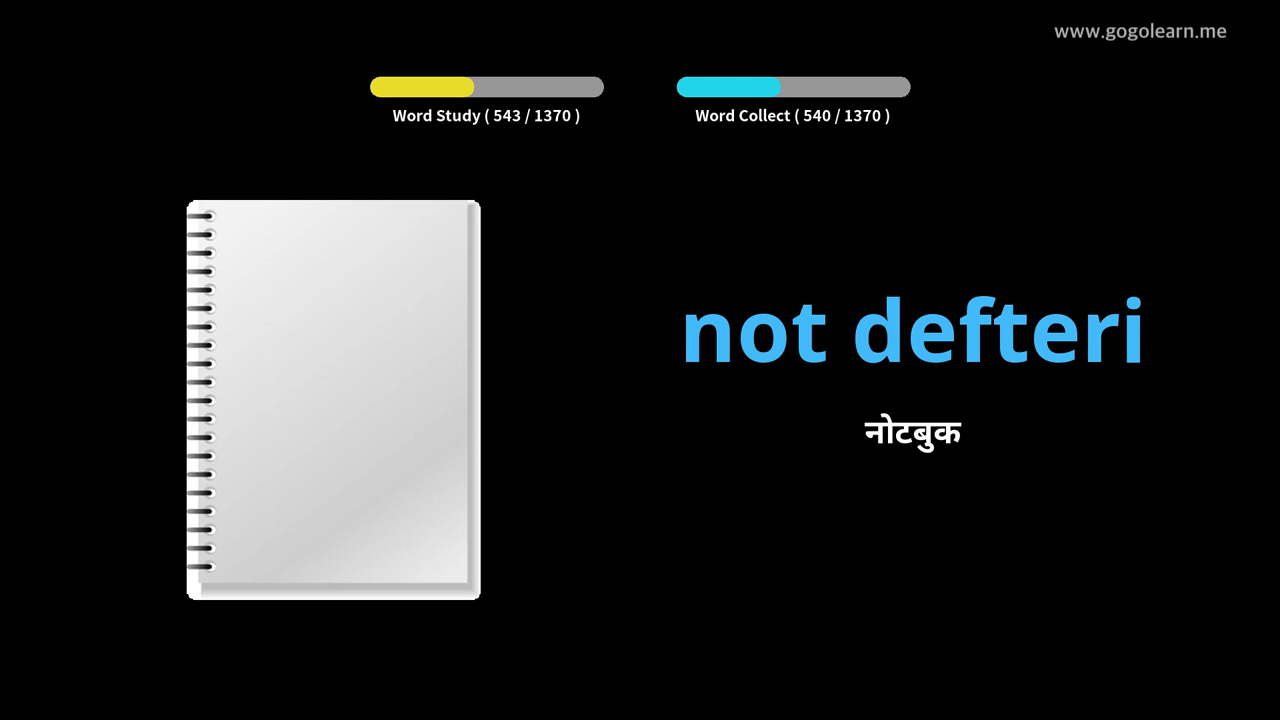 www.gogolearn.me
Word Study ( 543 / 1370 )
Word Collect ( 540 / 1370 )
not defteri
नोटबुक